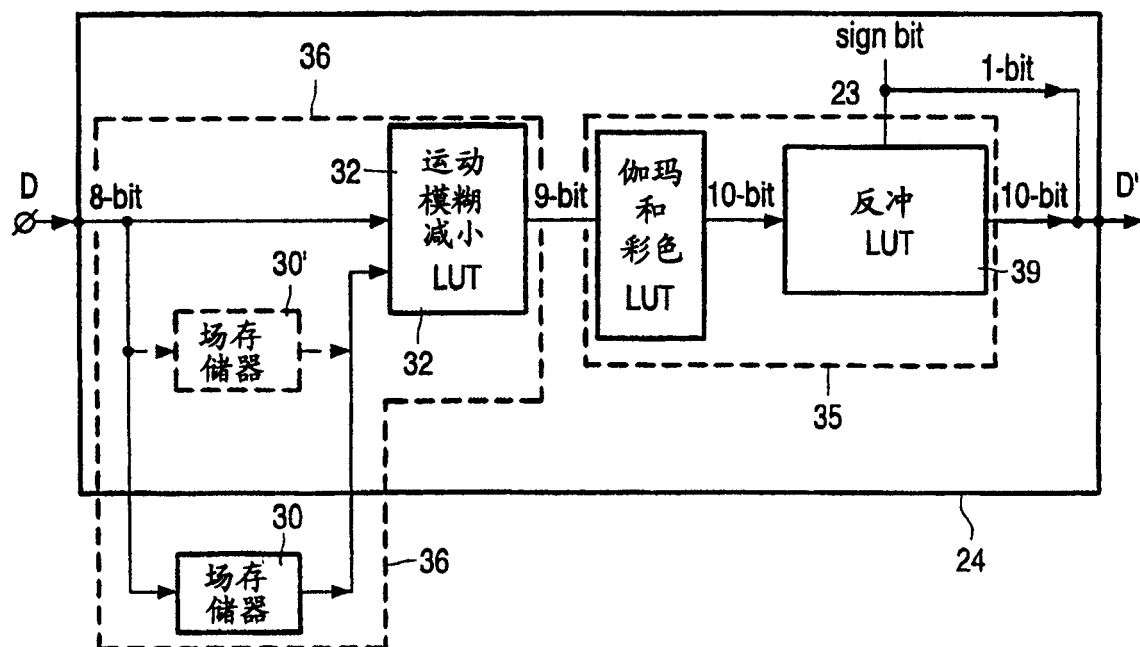 sign bit
36
1-bit
23
D
8-bit
32
运动
模糊
减小
LUT
9-bit
伽玛
和
彩色
LUT
10-bit
反冲
LUT
10-bit
D'
39
30'
场存
储器
32
35
30
场存
储器
36
24